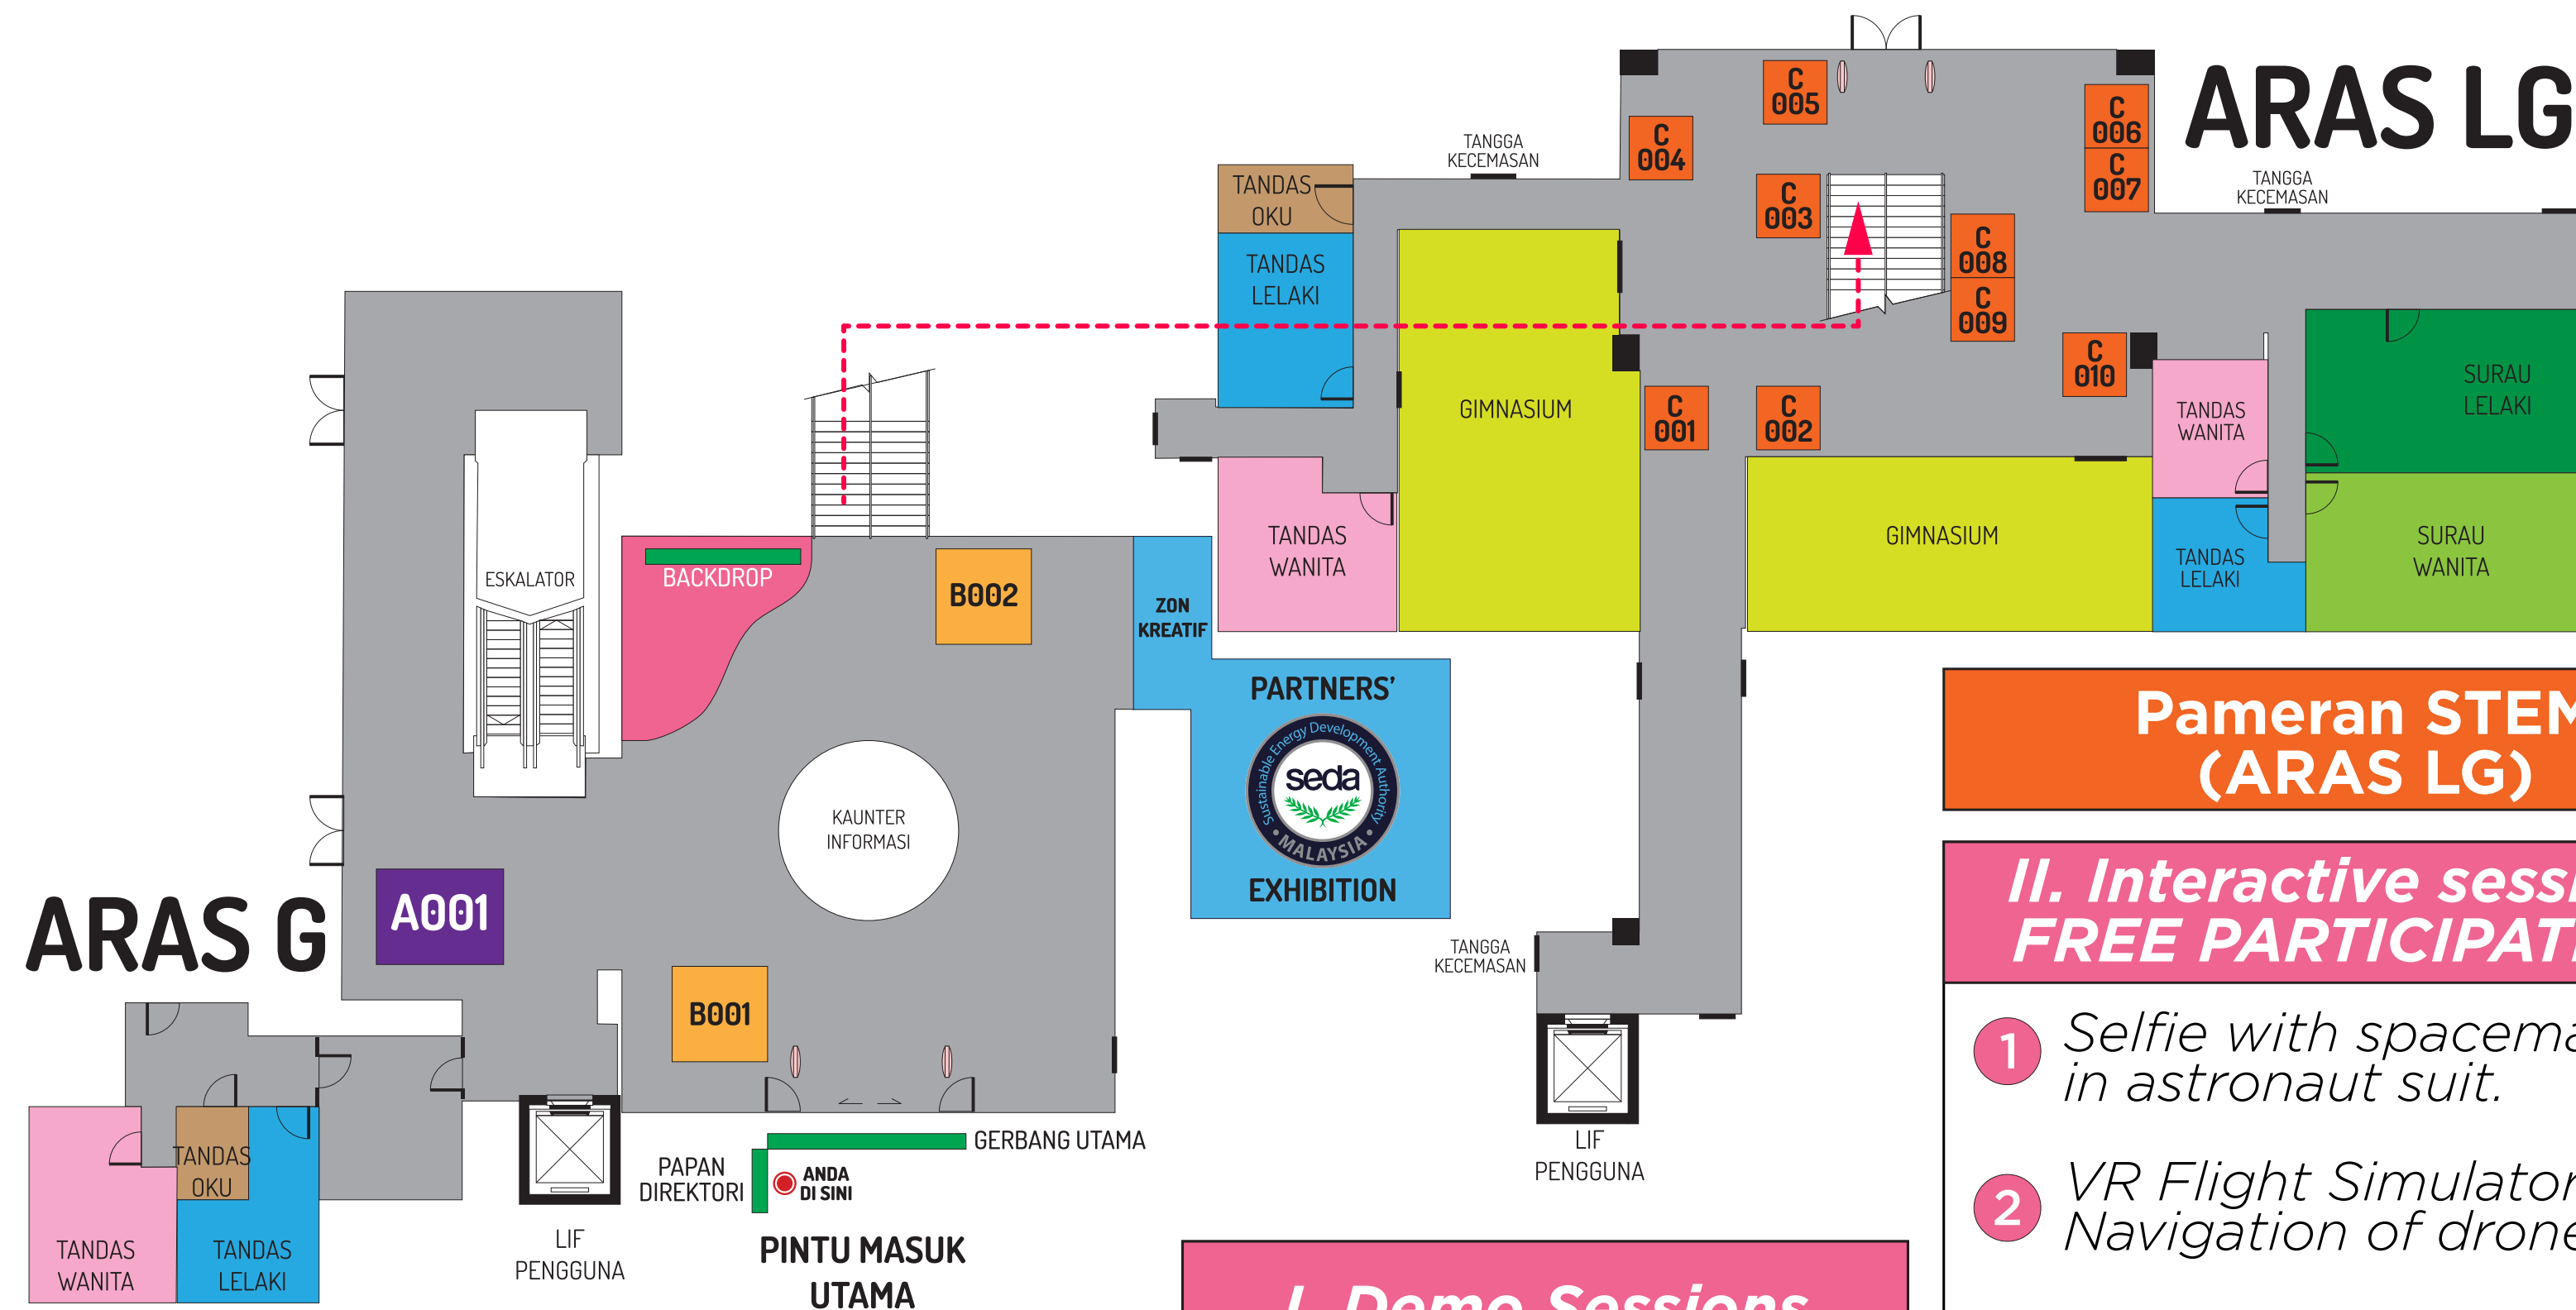 ARAS LG
C
005
C
006
C
007
C
004
TANGGA
KECEMASAN
TANGGA
KECEMASAN
C
003
C
008
C
009
TANDAS
OKU
TANDAS
LELAKI
GIMNASIUM
C
001
C
002
C
010
TANDAS
WANITA
SURAU
LELAKI
TANDAS
WANITA
GIMNASIUM
TANDAS
LELAKI
SURAU
WANITA
ESKALATOR
BACKDROP
B002
ZON
KREATIF
PARTNERS’
Sustainable Energy Development Authority
seda
• MALAYSIA •
EXHIBITION
KAUNTER
INFORMASI
ARAS G
A001
B001
TANGGA
KECEMASAN
LIF
PENGGUNA
GERBANG UTAMA
PAPAN
DIREKTORI
ANDA
DI SINI
PINTU MASUK
UTAMA
LIF
PENGGUNA
TANDAS
OKU
TANDAS
WANITA
TANDAS
LELAKI
Pameran STEM
(ARAS LG)
II. Interactive
FREE
1
Selfie with
in astronaut suit.
2
VR Flight Simulator
Navigation of
I. Demo Sessions